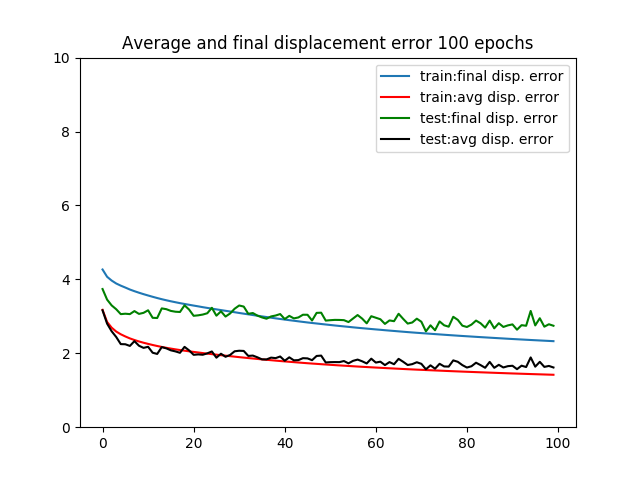 Average and final displacement error 100 epochs
train:final disp. error
train:avg disp. error
test:final disp. error
test:avg disp. error
10
8
6
4
2
0
0 20 40 60 80 100